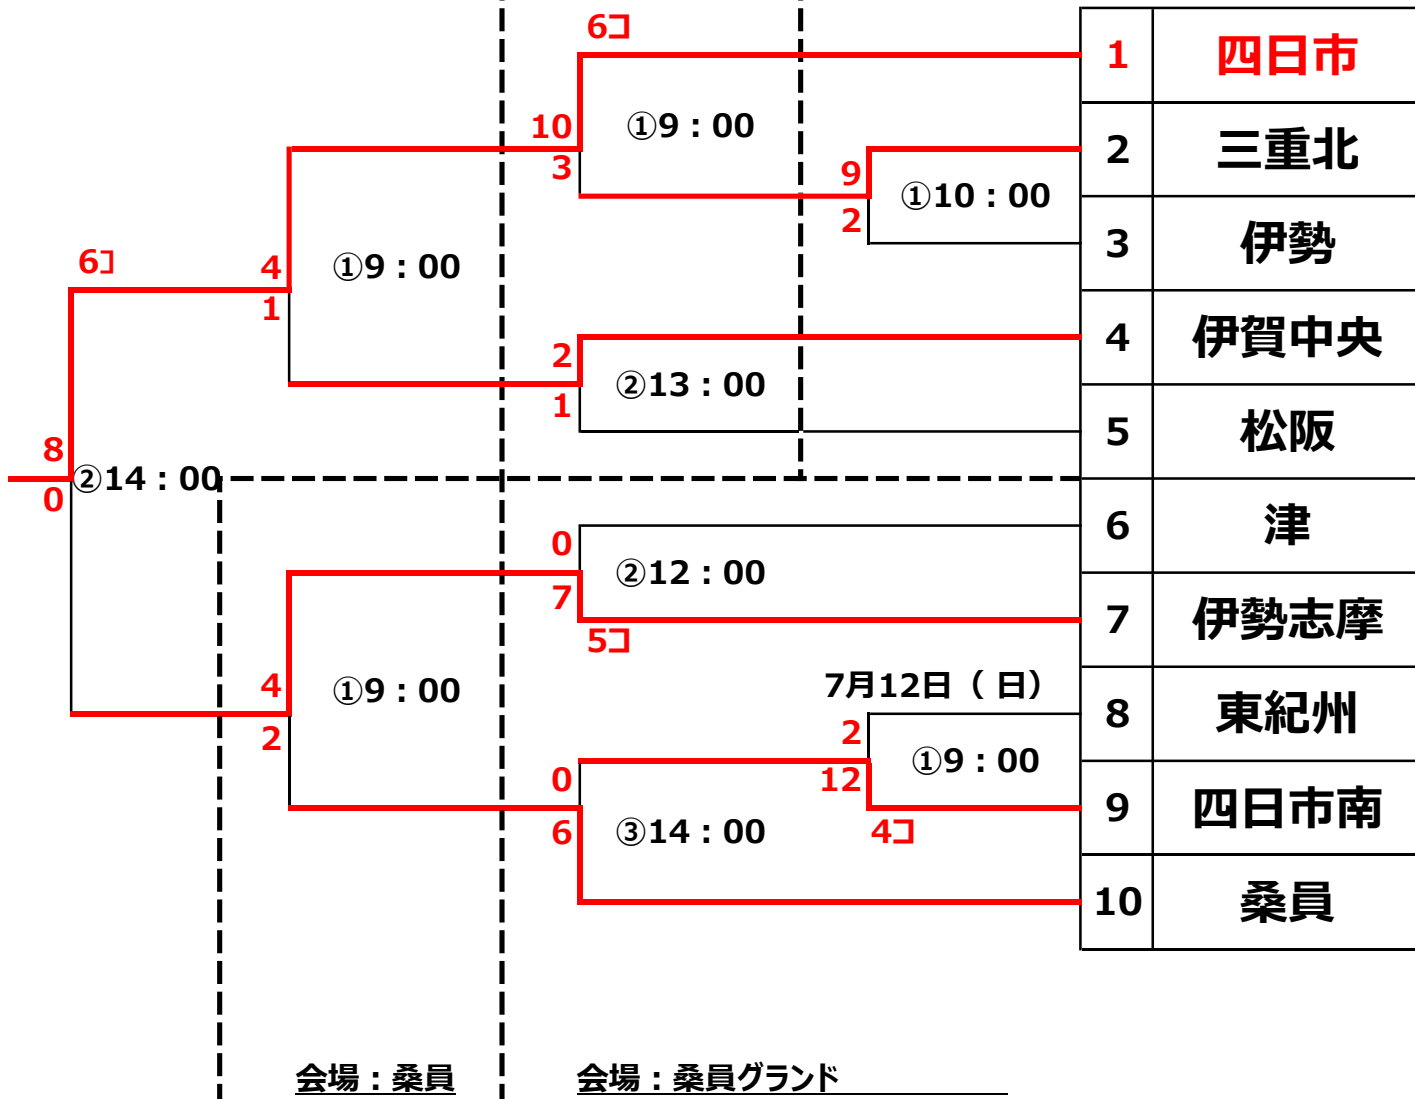 6コ
1 四日市
10
①9：00
3
2 三重北
9
①10：00
2
3 伊勢
6コ
4
①9：00
1
4 伊賀中央
2
②13：00
1
5 松阪
8
②14：00
0
6 津
0
②12：00
7
7 伊勢志摩
5コ
7月12日（ 日）
4
①9：00
2
8 東紀州
2
①9：00
12
0
9 四日市南
6
③14：00
4コ
10 桑員
会場：桑員
会場：桑員グランド